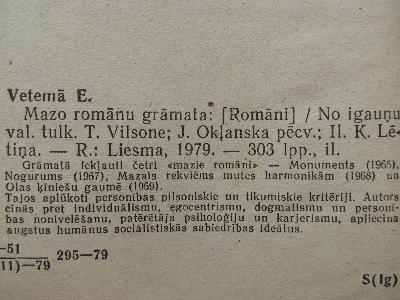 Vetemā E.
Mazo romānu grāmata: [Romāni] / No igauņu
val. tulk. T. Vilsone; J. Okļanska pēcv.; Il. K. Lē-
tiņa. — R.: Liesma, 1979. — 303 lpp., il.
Grāmatā iekļauti četri «mazie romāni» — Monuments (1965),
Nogurums (1967), Mazais rekviēms mutes harmonikām (1968) un
Olas ķīniešu gaumē (1969).
Tajos aplūkoti personības pilsoniskie un tikumiskie kritēriji. Autors
cīnās pret individuālismu, egocentrismu, dogmatismu un personī-
bas nonivelēšanu, patērētāja psiholoģiju un karjerismu, apliecina
augstus humānus sociālistiskās sabiedrības ideālus.
—51
11)—79 295—79
S(Ig)